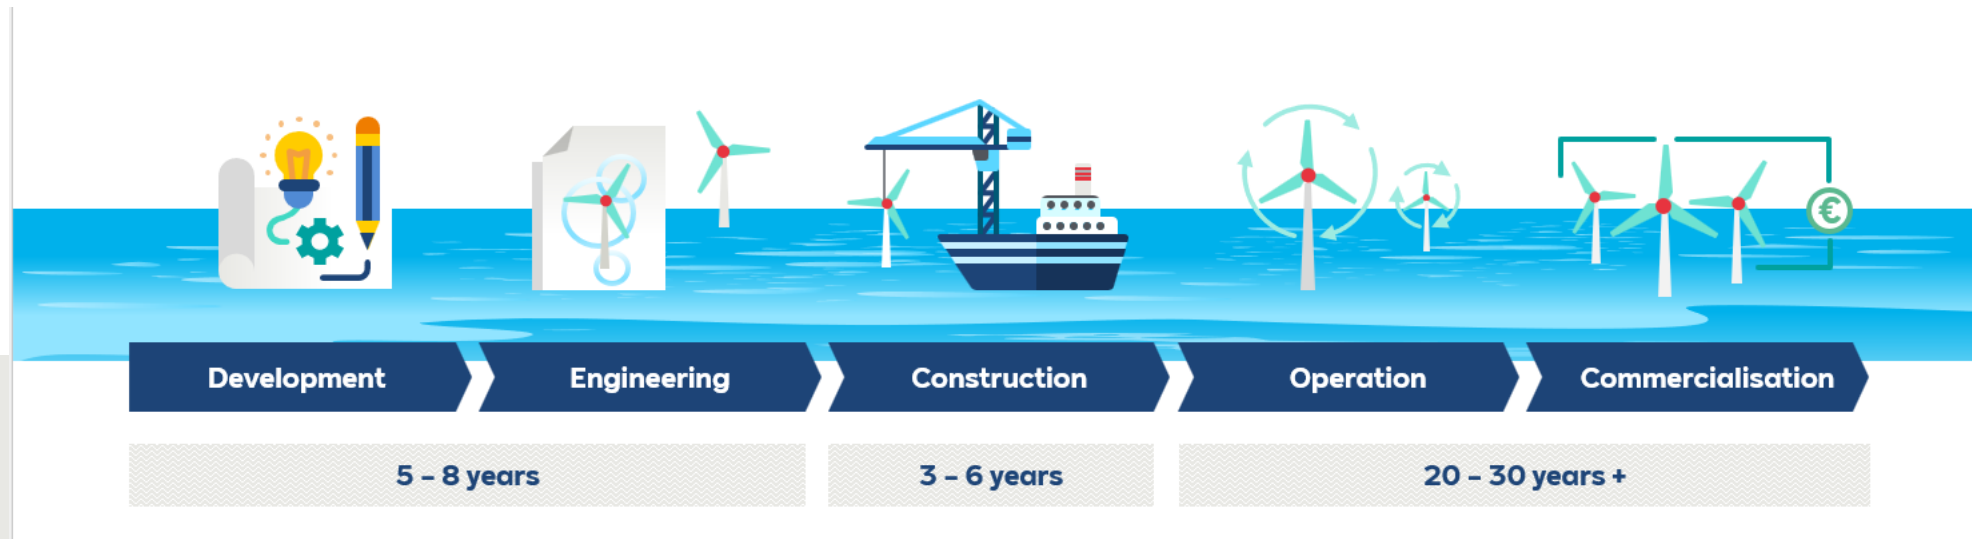 Development
Engineering
Construction
Operation
Commercialisation
5 – 8 years
3 – 6 years
20 – 30 years +
€